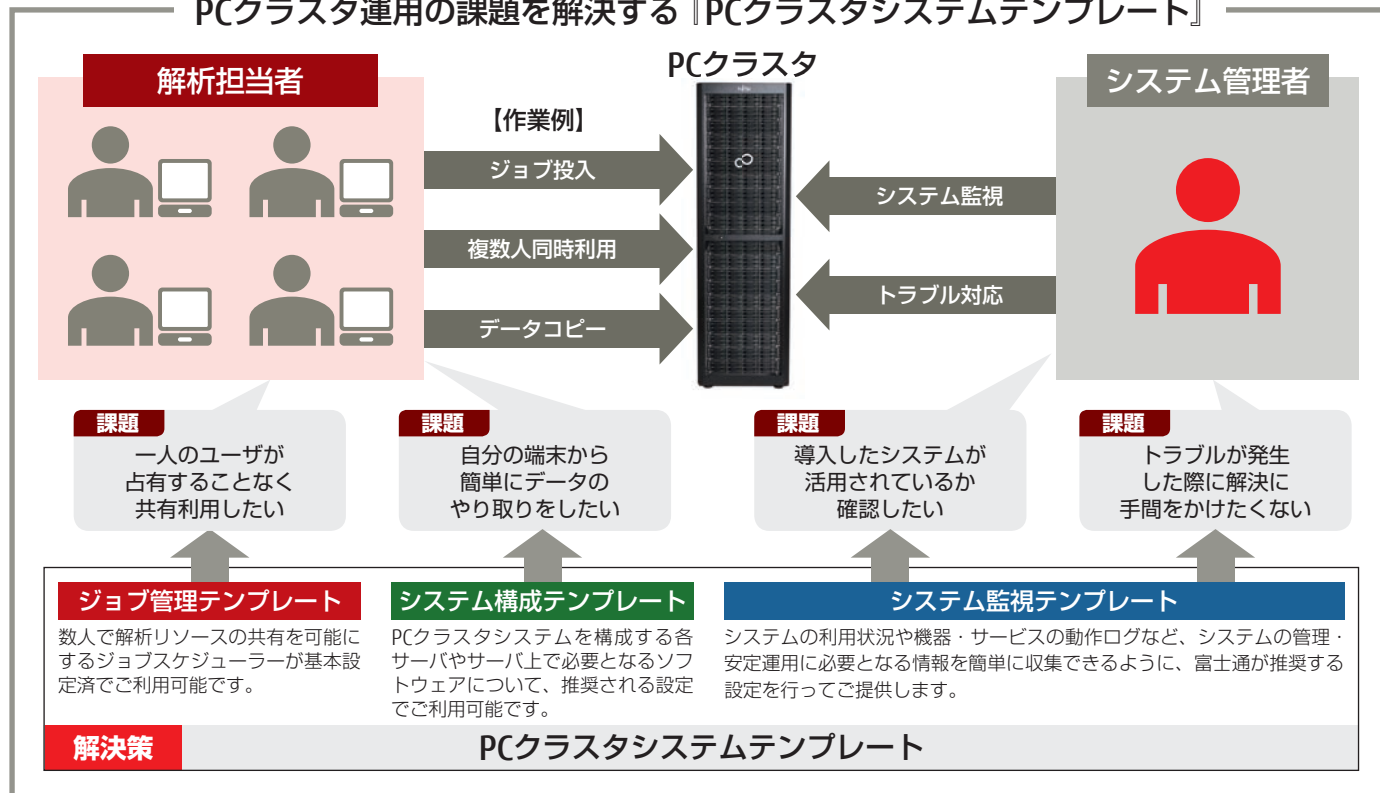 PCクラスタ運用の課題を解決する『PCクラスタシステムテンプレート』
解析担当者
PCクラスタ
システム管理者
【作業例】
ジョブ投入
複数人同時利用
データコピー
システム監視
トラブル対応
課題
一人のユーザが
占有することなく
共有利用したい
課題
自分の端末から
簡単にデータの
やり取りをしたい
課題
導入したシステムが
活用されているか
確認したい
課題
トラブルが発生
した際に解決に
手間をかけたくない
ジョブ管理テンプレート
数人で解析リソースの共有を可能に
するジョブスケジューラーが基本設
定済でご利用可能です。
システム構成テンプレート
PCクラスタシステムを構成する各
サーバやサーバ上で必要となるソフ
トウェアについて、推奨される設定
でご利用可能です。
システム監視テンプレート
システムの利用状況や機器・サービスの動作ログなど、システムの管理・
安定運用に必要となる情報を簡単に収集できるように、富士通が推奨する
設定を行ってご提供します。
解決策
PCクラスタシステムテンプレート